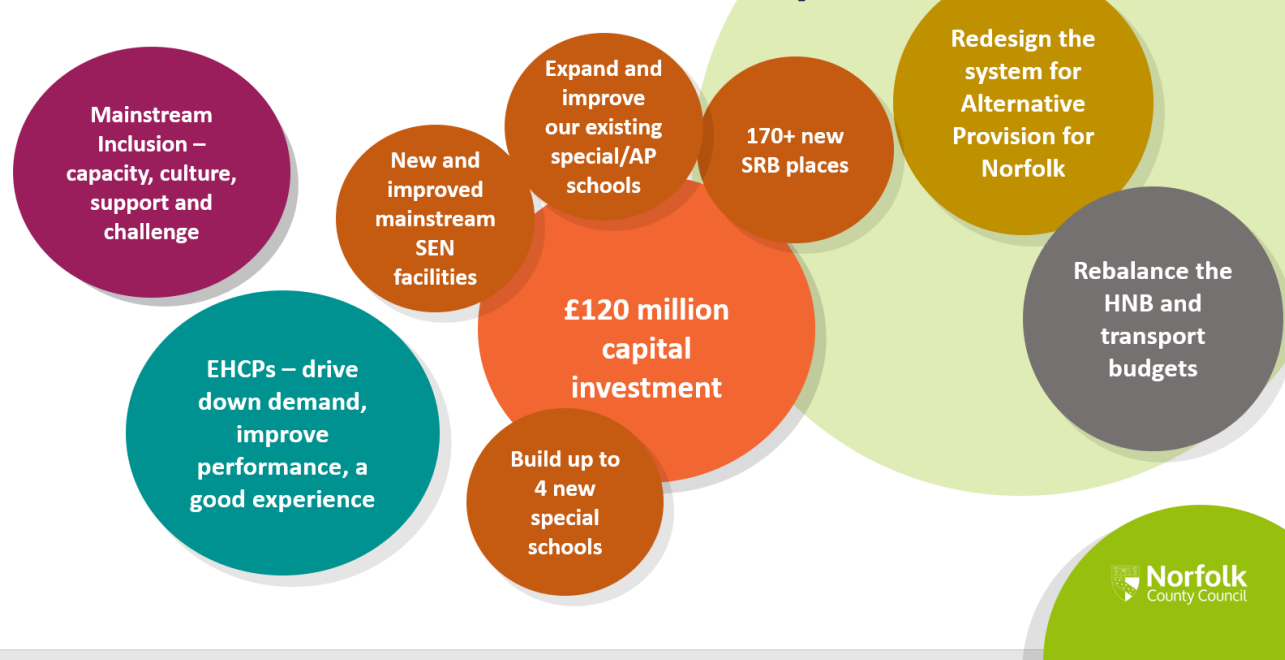 Mainstream
Inclusion –
capacity, culture,
support and
challenge
New and
improved
mainstream
SEN
facilities
Expand and
improve
our existing
special/AP
schools
170+ new
SRB places
Redesign the
system for
Alternative
Provision for
Norfolk
Rebalance the
HNB and
transport
budgets
£120 million
capital
investment
EHCPs – drive
down demand,
improve
performance, a
good experience
Build up to
4 new
special
schools
Norfolk
County Council